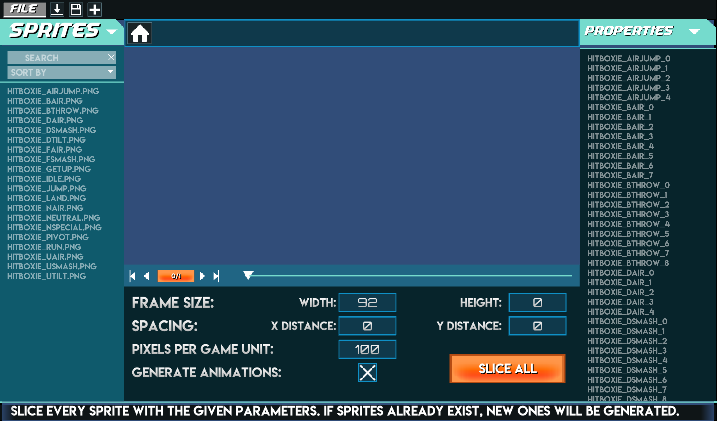 FILE
SPRITES
PROPERTIES
SEARCH
SORT BY
HITBOXIE_AIRJUMP.PNG
HITBOXIE_BAIR.PNG
HITBOXIE_BTHROW.PNG
HITBOXIE_DAIR.PNG
HITBOXIE_DSMASH.PNG
HITBOXIE_DTILT.PNG
HITBOXIE_FAIR.PNG
HITBOXIE_FSMASH.PNG
HITBOXIE_GETUP.PNG
HITBOXIE_IDLE.PNG
HITBOXIE_JUMP.PNG
HITBOXIE_LAND.PNG
HITBOXIE_NAIR.PNG
HITBOXIE_NEUTRAL.PNG
HITBOXIE_NSPECIAL.PNG
HITBOXIE_PIVOT.PNG
HITBOXIE_RUN.PNG
HITBOXIE_UAIR.PNG
HITBOXIE_USMASH.PNG
HITBOXIE_UTILT.PNG
FRAME SIZE: WIDTH: 92 HEIGHT: 0
SPACING: X DISTANCE: 0 Y DISTANCE: 0
PIXELS PER GAME UNIT: 100
GENERATE ANIMATIONS:
SLICE ALL
HITBOXIE_AIRJUMP_0
HITBOXIE_AIRJUMP_1
HITBOXIE_AIRJUMP_2
HITBOXIE_AIRJUMP_3
HITBOXIE_AIRJUMP_4
HITBOXIE_BAIR_0
HITBOXIE_BAIR_1
HITBOXIE_BAIR_2
HITBOXIE_BAIR_3
HITBOXIE_BAIR_4
HITBOXIE_BAIR_5
HITBOXIE_BAIR_6
HITBOXIE_BAIR_7
HITBOXIE_BTHROW_0
HITBOXIE_BTHROW_1
HITBOXIE_BTHROW_2
HITBOXIE_BTHROW_3
HITBOXIE_BTHROW_4
HITBOXIE_BTHROW_5
HITBOXIE_BTHROW_6
HITBOXIE_BTHROW_7
HITBOXIE_BTHROW_8
HITBOXIE_DAIR_0
HITBOXIE_DAIR_1
HITBOXIE_DAIR_2
HITBOXIE_DAIR_3
HITBOXIE_DAIR_4
HITBOXIE_DSMASH_0
HITBOXIE_DSMASH_1
HITBOXIE_DSMASH_2
HITBOXIE_DSMASH_3
HITBOXIE_DSMASH_4
HITBOXIE_DSMASH_5
HITBOXIE_DSMASH_6
HITBOXIE_DSMASH_7
HITBOXIE_DSMASH_8
SLICE EVERY SPRITE WITH THE GIVEN PARAMETERS. IF SPRITES ALREADY EXIST, NEW ONES WILL BE GENERATED.